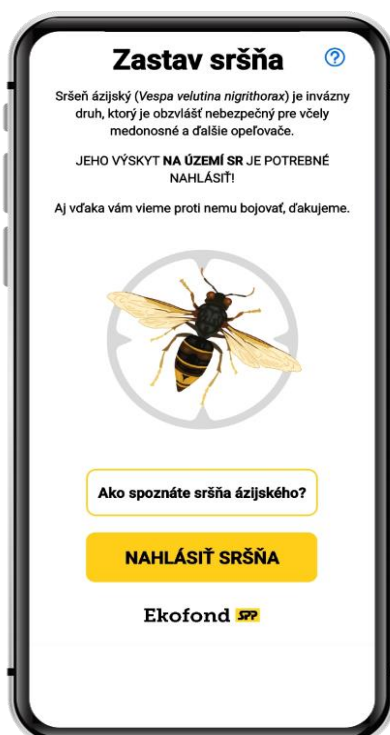 Zastav sršňa
Sršeň ázijský (Vespa velutina nigrithorax) je invázny
druh, ktorý je obzvlášť nebezpečný pre včely
medonosné a ďalšie opeľovače.
JEHO VÝSKYT NA ÚZEMÍ SR JE POTREBNÉ
NAHLÁSIŤ!
Aj vďaka vám vieme proti nemu bojovať, ďakujeme.
Ako spoznáte sršňa ázijského?
NAHLÁSIŤ SRŠŇA
Ekofond SPP